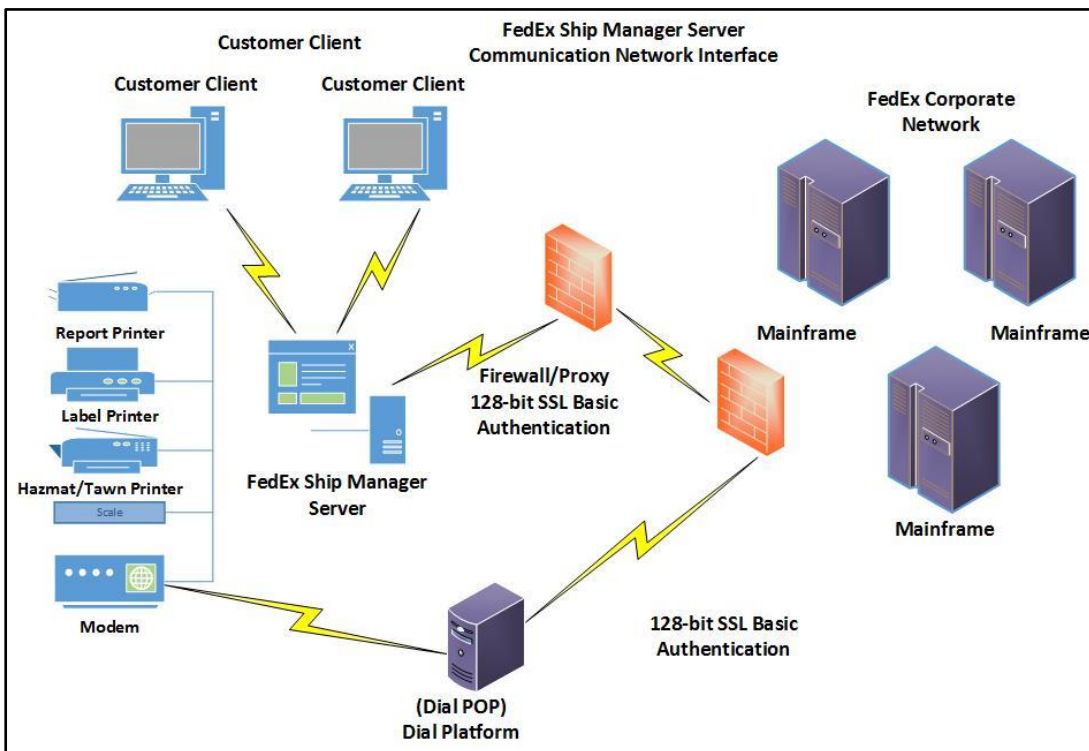 FedEx Ship Manager Server
Communication Network Interface
Customer Client
Customer Client
Customer Client
FedEx Corporate
Network
Mainframe
Mainframe
Mainframe
Report Printer
Label Printer
Hazmat/Tawn Printer
Scale
Modem
X
FedEx Ship Manager
Server
Firewall/Proxy
128-bit SSL Basic
Authentication
128-bit SSL Basic
Authentication
(Dial POP)
Dial Platform